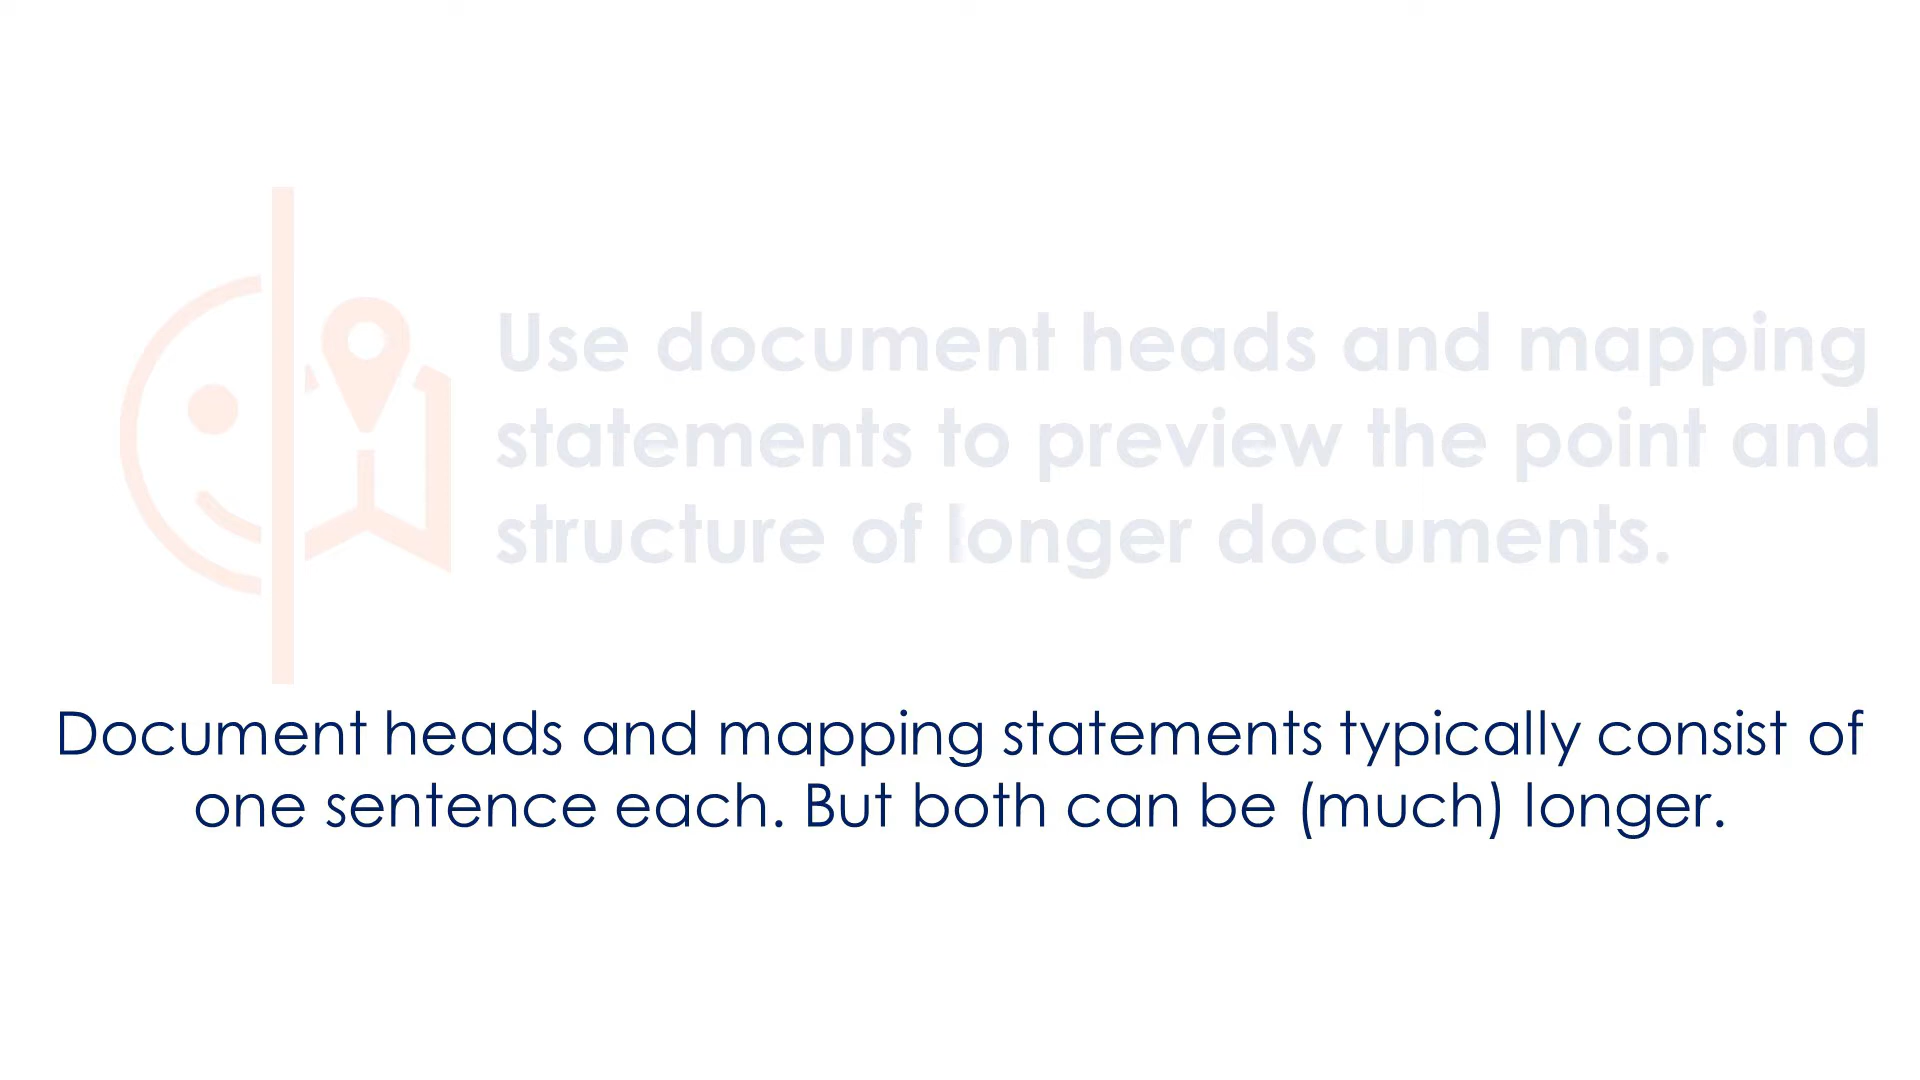 Use document heads and mapping
statements to preview the point and
structure of longer documents.
Document heads and mapping statements typically consist of
one sentence each. But both can be (much) longer.